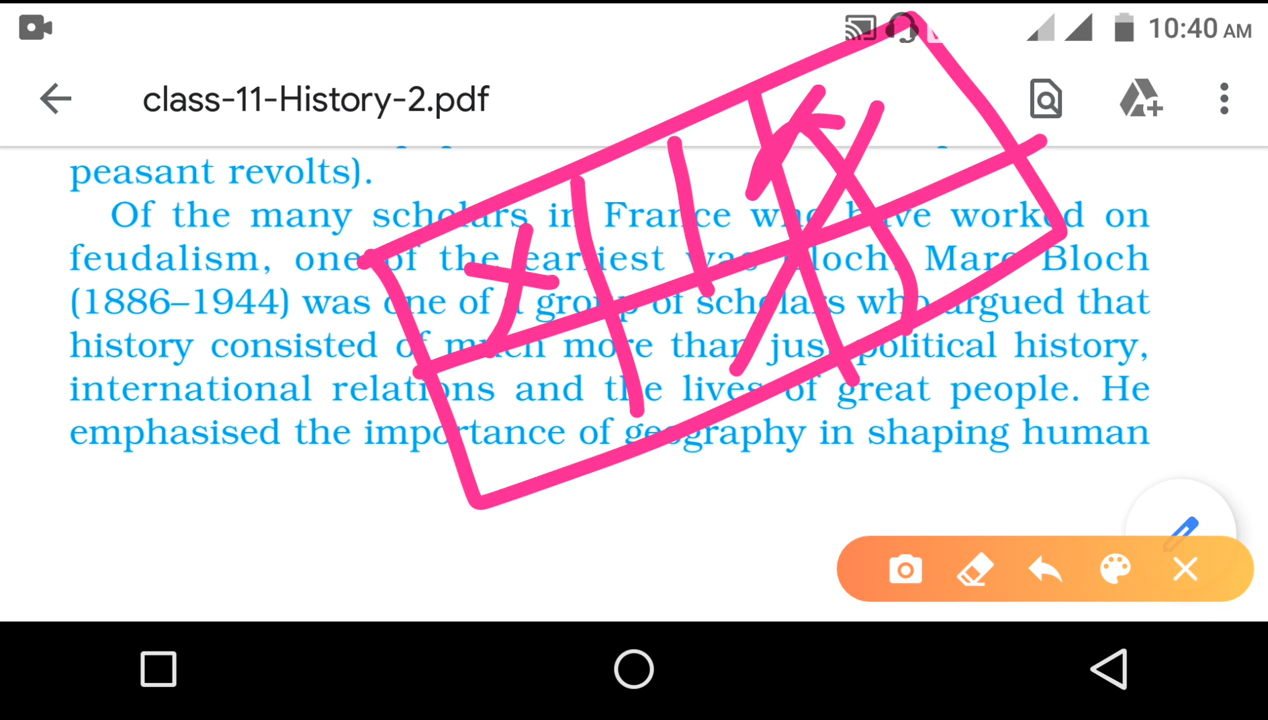 10:40 AM
class-11-History-2.pdf
peasant revolts).
Of the many scholars in France who have worked on
feudalism, one of the earliest was Bloch. Marc Bloch
(1886–1944) was one of a group of scholars who argued that
history consisted of much more than just political history,
international relations and the lives of great people. He
emphasised the importance of geography in shaping human